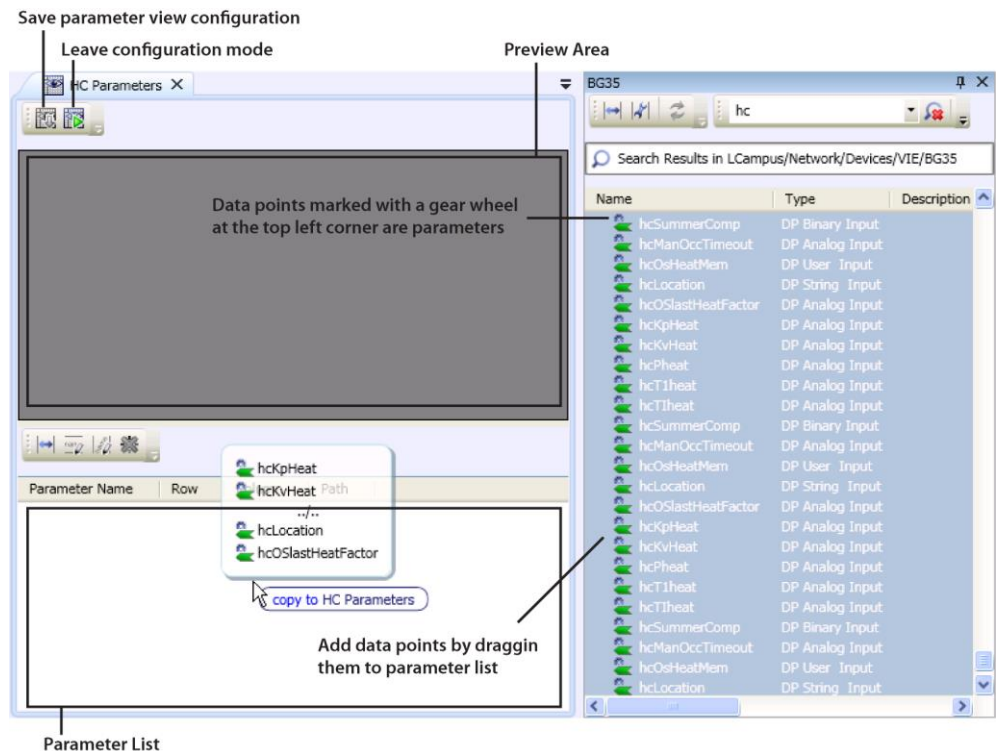 Save parameter view configuration
Leave configuration mode
Preview Area
HC Parameters
BG35
hc
Search Results in LCampus/Network/Devices/VIE/BG35
Name Type Description
Data points marked with a gear wheel
at the top left corner are parameters
hcSummerComp DP Binary Input
hcManOccTimeout DP Analog Input
hcOsHeatMem DP User Input
hcLocation DP String Input
hcOSlastHeatFactor DP Analog Input
hcKpHeat DP Analog Input
hcKvHeat DP Analog Input
hcPheat DP Analog Input
hcT1heat DP Analog Input
hcTIheat DP Analog Input
hcSummerComp DP Binary Input
hcManOccTimeout DP Analog Input
hcOsHeatMem DP User Input
hcLocation DP String Input
hcOSlastHeatFactor DP Analog Input
hcKpHeat DP Analog Input
hcKvHeat DP Analog Input
hcPheat DP Analog Input
hcT1heat DP Analog Input
hcTIheat DP Analog Input
hcSummerComp DP Binary Input
hcManOccTimeout DP Analog Input
hcOsHeatMem DP User Input
hcLocation DP String Input
Parameter Name Row Path
hcKpHeat
hcKvHeat
../..
hcLocation
hcOSlastHeatFactor
copy to HC Parameters
Add data points by draggin
them to parameter list
Parameter List